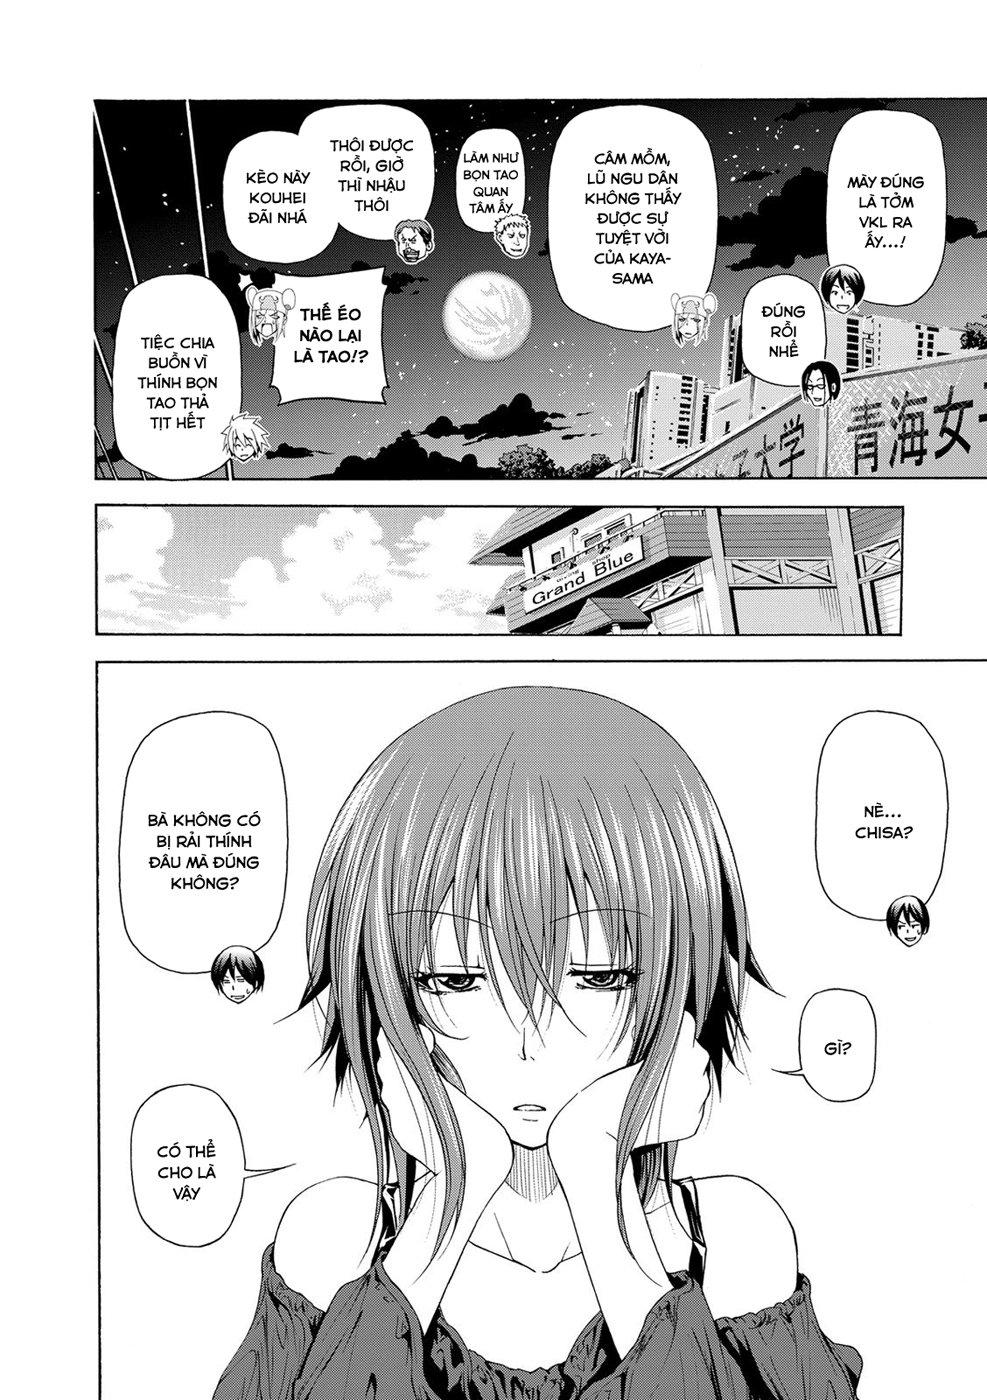 MÀY ĐÚNG
LÀ TỞM
VKL RA
ẤY...!
ĐÚNG
RỒI
NHỂ
CÂM MỒM,
LŨ NGU DÂN
KHÔNG THẤY
ĐƯỢC SỰ
TUYỆT VỜI
CỦA KAYA-
SAMA
LÀM NHƯ
BỌN TAO
QUAN
TÂM ẤY
THÔI ĐƯỢC
RỒI, GIỜ
THÌ NHẬU
THÔI
KÈO NÀY
KOUHEI
ĐÃI NHÁ
THẾ ÉO
NÀO LẠI
LÀ TAO!?
TIỆC CHIA
BUỒN VÌ
THÍNH BỌN
TAO THẢ
TỊT HẾT
大学
青海女子
Diving Shop
Grand Blue
NÈ...
CHISA?
GÌ?
BÀ KHÔNG CÓ
BỊ RẢI THÍNH
ĐÂU MÀ ĐÚNG
KHÔNG?
CÓ THỂ
CHO LÀ
VẬY